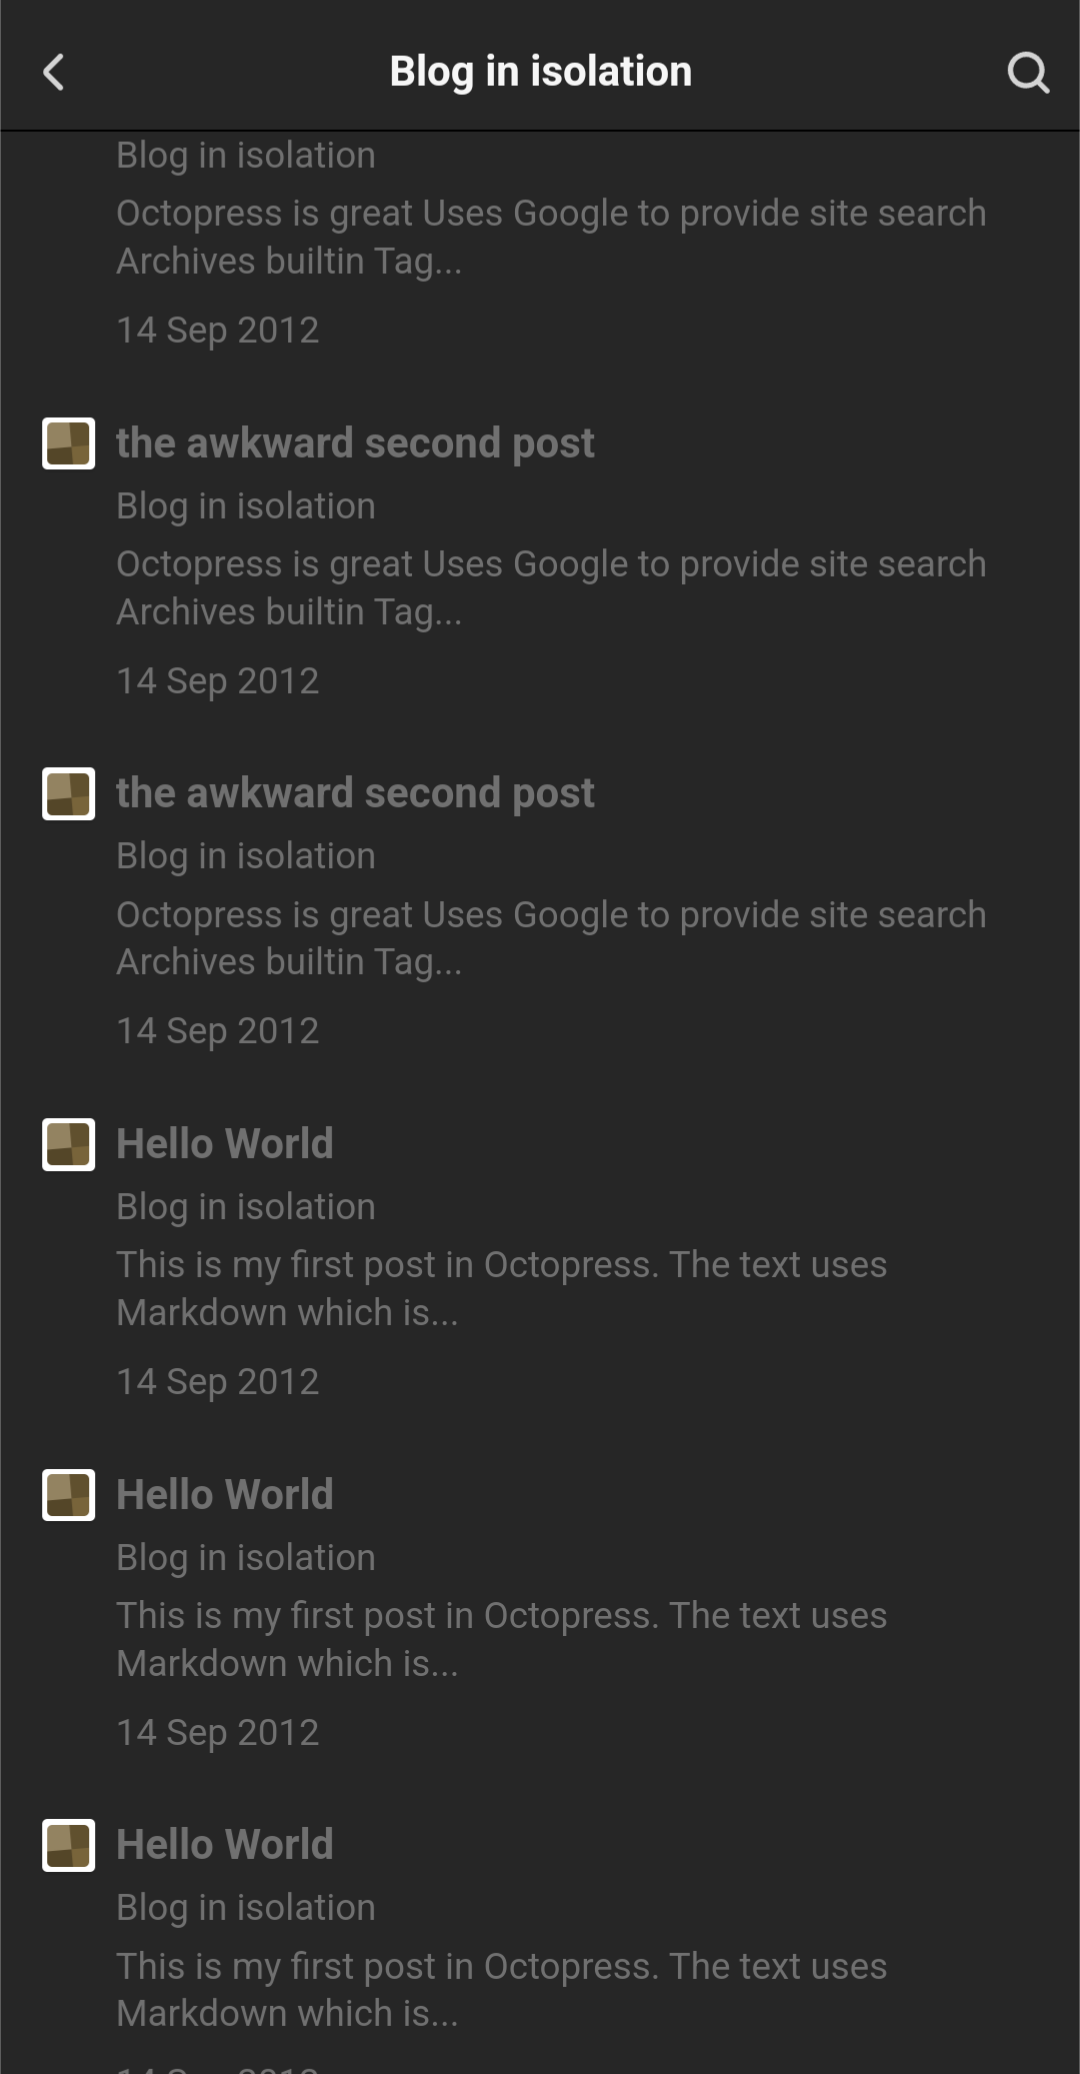 Blog in isolation
Blog in isolation
Octopress is great Uses Google to provide site search
Archives builtin Tag...
14 Sep 2012
the awkward second post
Blog in isolation
Octopress is great Uses Google to provide site search
Archives builtin Tag...
14 Sep 2012
the awkward second post
Blog in isolation
Octopress is great Uses Google to provide site search
Archives builtin Tag...
14 Sep 2012
Hello World
Blog in isolation
This is my first post in Octopress. The text uses
Markdown which is...
14 Sep 2012
Hello World
Blog in isolation
This is my first post in Octopress. The text uses
Markdown which is...
14 Sep 2012
Hello World
Blog in isolation
This is my first post in Octopress. The text uses
Markdown which is...